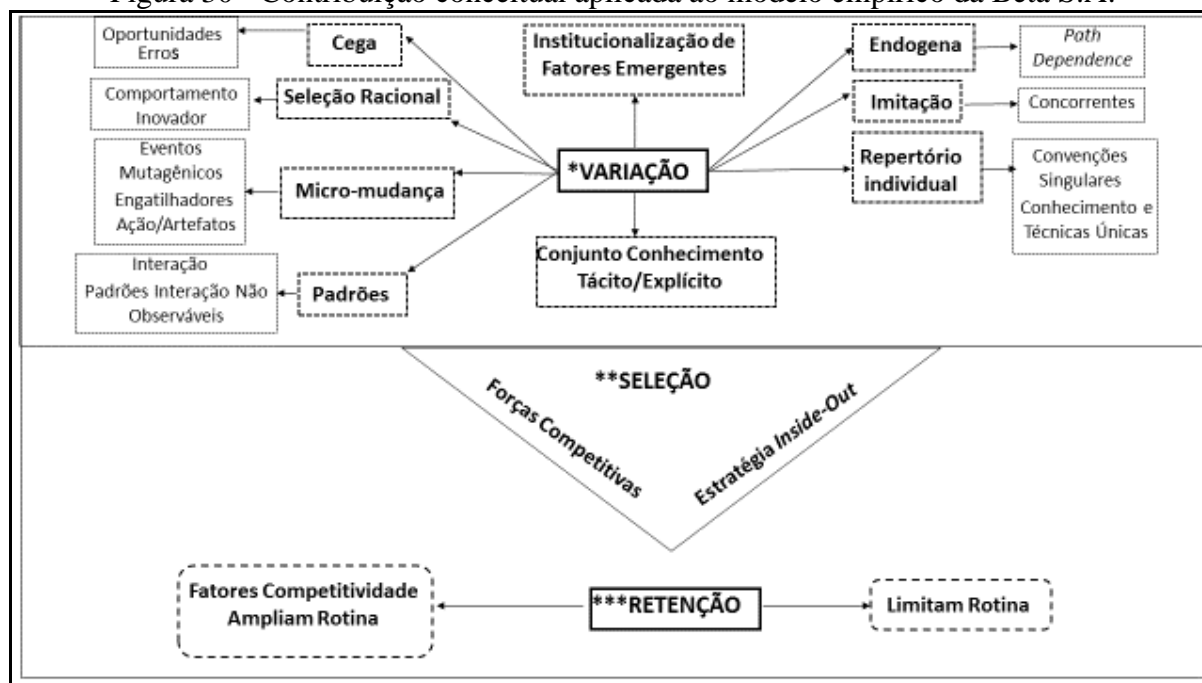 Figura 30 - Contribuição conceitual aplicada ao modelo empírico da Beta S.A.
Oportunidades
Erros
Cega
Institucionalização de
Fatores Emergentes
Endogena
Path
Dependence
Comportamento
Inovador
Seleção Racional
Imitação
Concorrentes
Eventos
Mutagênicos
Engatilhadores
Ação/Artefatos
Micro-mudança
*VARIAÇÃO
Repertório
individual
Convenções
Singulares
Conhecimento e
Técnicas Únicas
Interação
Padrões Interação Não
Observáveis
Padrões
Conjunto Conhecimento
Tácito/Explícito
**SELEÇÃO
Forças Competitivas
Estratégia Inside-Out
Fatores Competitividade
Ampliam Rotina
***RETENÇÃO
Limitam Rotina